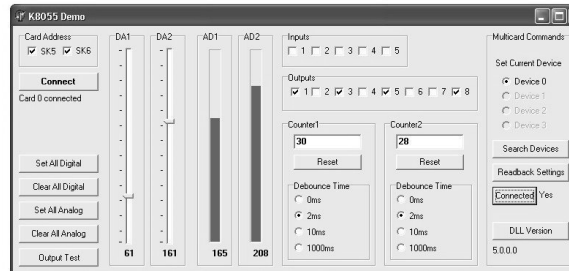 K8055 Demo
Card Address
SK5 SK6
Connect
Card 0 connected
Set All Digital
Clear All Digital
Set All Analog
Clear All Analog
Output Test
DA1
61
DA2
161
AD1
165
AD2
208
Inputs
1 2 3 4 5
Outputs
1 2 3 4 5 6 7 8
Counter1
30
Reset
Debounce Time
0ms
2ms
10ms
1000ms
Counter2
28
Reset
Debounce Time
0ms
2ms
10ms
1000ms
Multicard Commands
Set Current Device
Device 0
Device 1
Device 2
Device 3
Search Devices
Readback Settings
Connected Yes
DLL Version
5.0.0.0